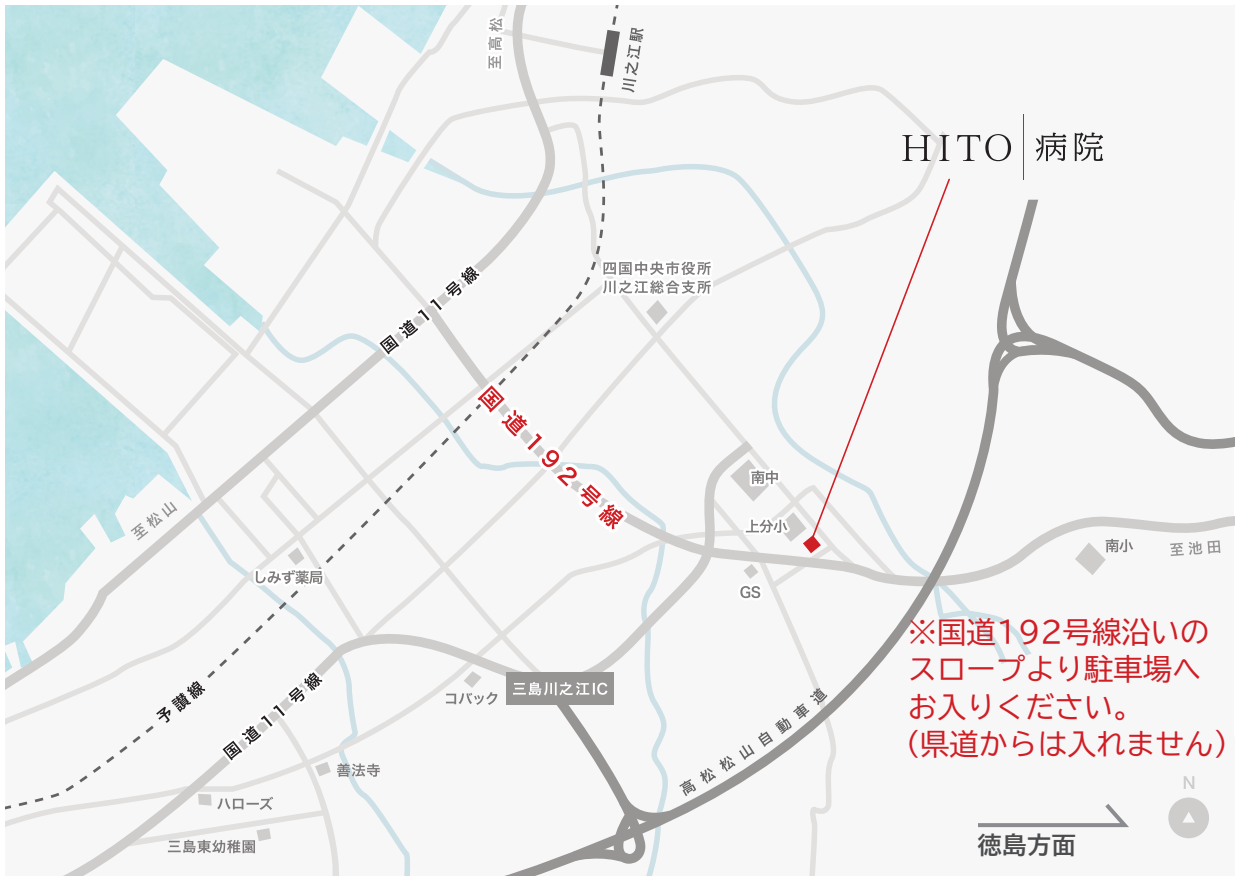 至高松
川之江駅
HITO 病院
四国中央市役所
川之江総合支所
国道11号線
国道192号線
南中
上分小
至松山
南小
至池田
しみず薬局
GS
※国道192号線沿いの
スロープより駐車場へ
お入りください。
(県道からは入れません)
三島川之江IC
コバック
予讃線
国道11号線
高松松山自動車道
善法寺
ハローズ
三島東幼稚園
N
徳島方面